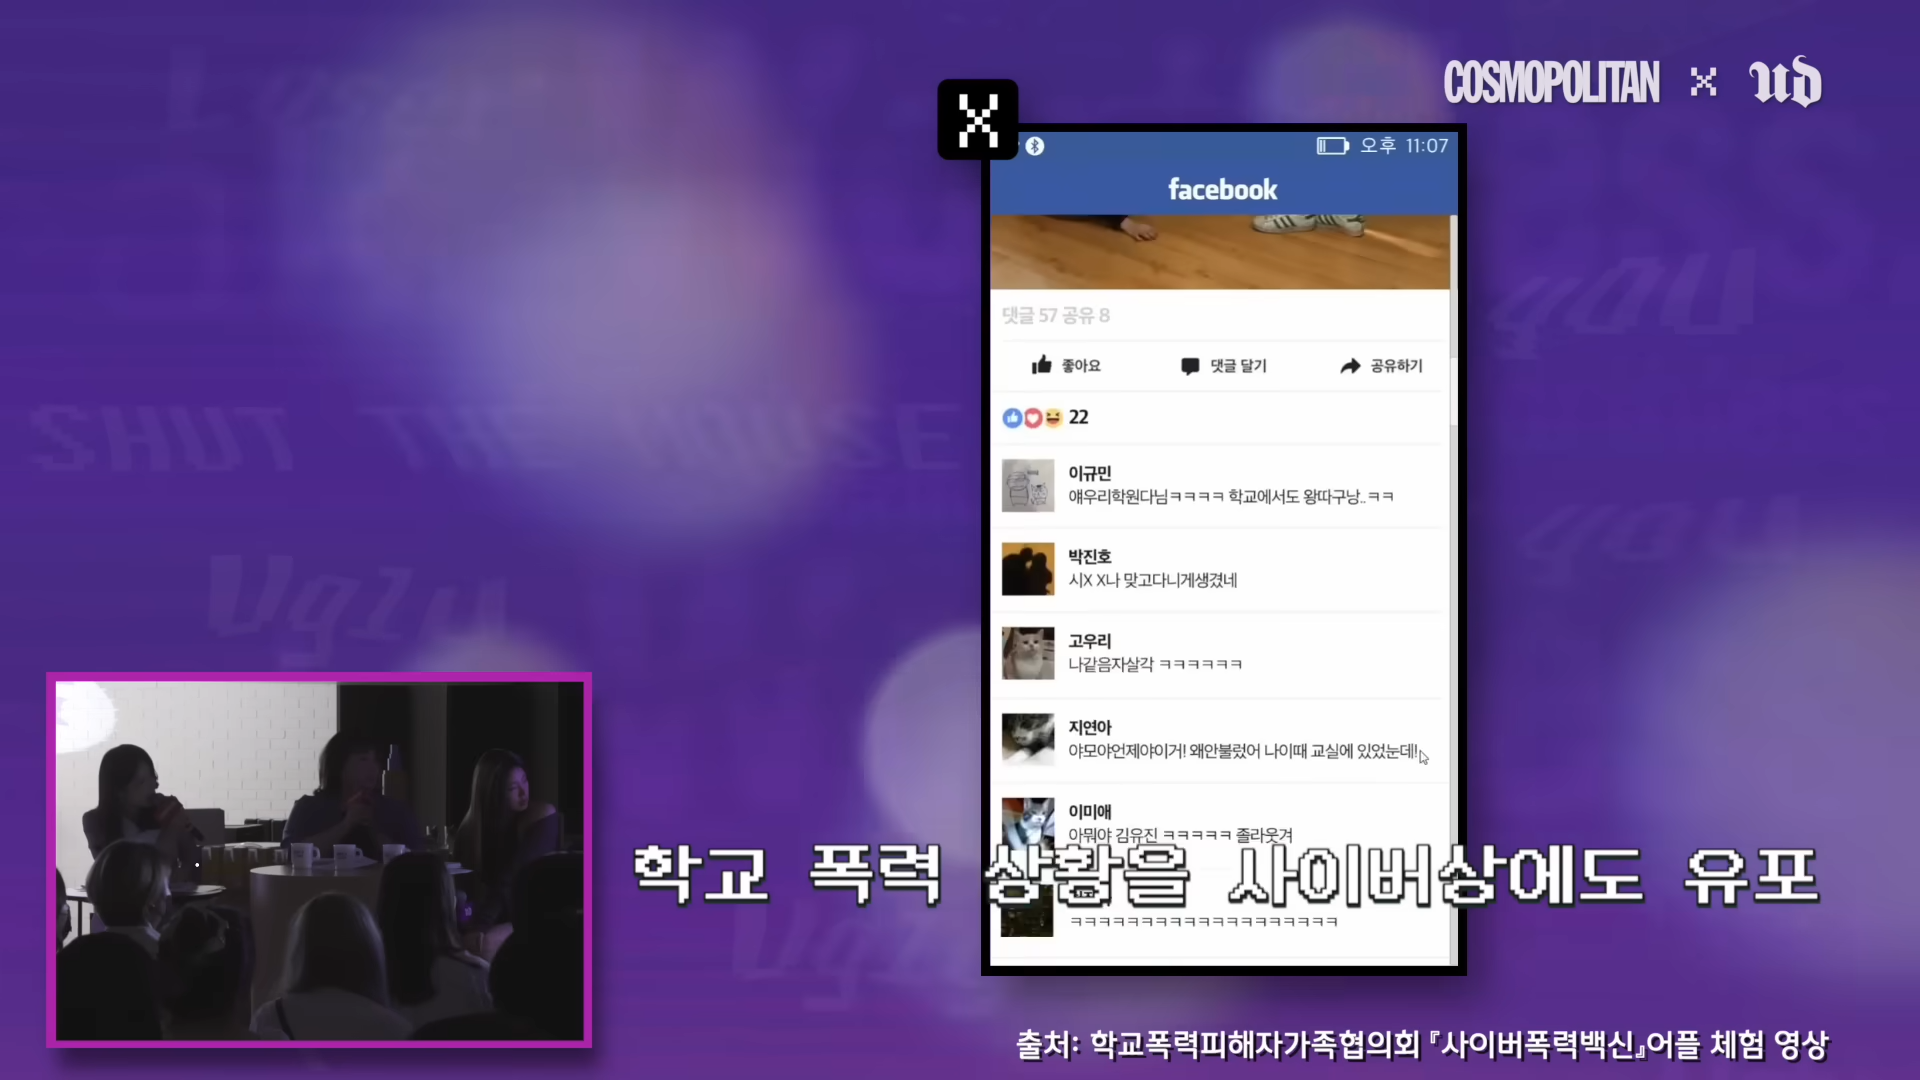 COSMOPOLITAN X ud
오후 11:07
facebook
댓글 57 공유 8
좋아요 댓글 달기 공유하기
22
이규민
얘우리학원다님ㅋㅋㅋㅋ 학교에서도 왕따구낭..ㅋㅋ
박진호
시X X나 맞고다니게생겼네
고우리
나같음자살각 ㅋㅋㅋㅋㅋㅋ
지연아
야모야언제야이거! 왜안불렀어 나이때 교실에 있었눈데!
이미애
아뭐야 김유진 ㅋㅋㅋㅋㅋ 졸라웃겨
학교 폭력 상황을 사이버상에도 유포
ㅋㅋㅋㅋㅋㅋㅋㅋㅋㅋㅋㅋㅋㅋㅋㅋㅋㅋㅋ
출처: 학교폭력피해자가족협의회『사이버폭력백신』어플 체험 영상
SHUT THE HOUSE
Ugly
you